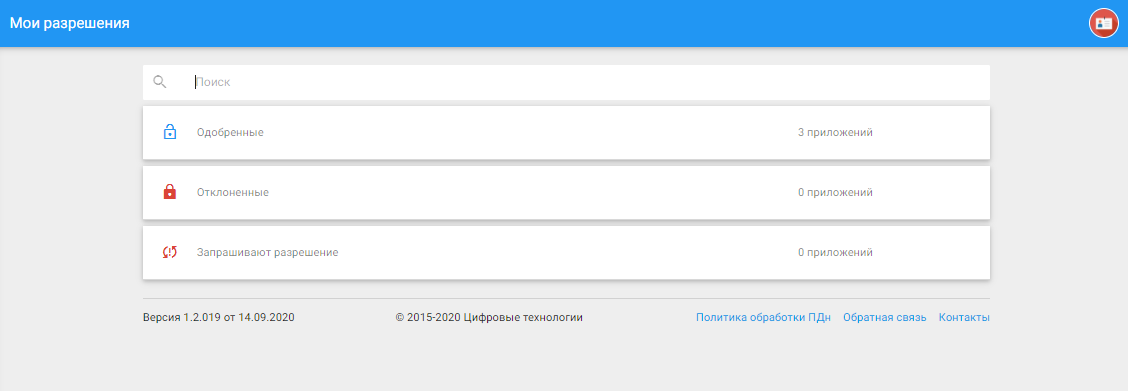 Мои разрешения
Поиск
Одобренные 3 приложений
Отклоненные 0 приложений
Запрашивают разрешение 0 приложений
Версия 1.2.019 от 14.09.2020 © 2015-2020 Цифровые технологии Политика обработки ПДн Обратная связь Контакты